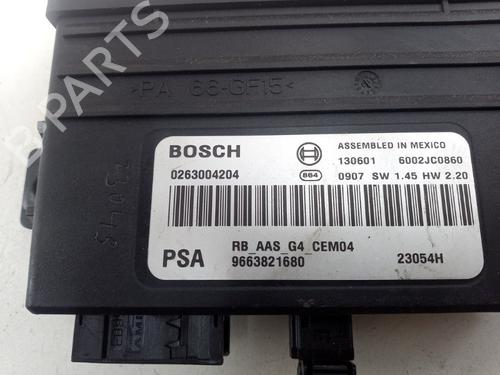 >PA 66-GF15<
BOSCH
0263004204
ASSEMBLED IN MEXICO
130601 6002JC0860
864 0907 SW 1.45 HW 2.20
PSA
RB_AAS_G4_CEM04
9663821680
23054H
B-PARTS